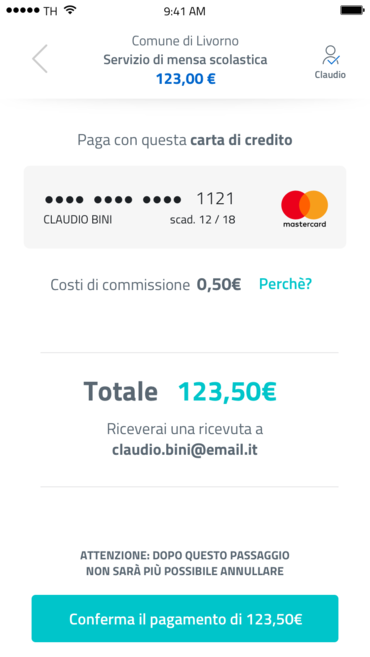 TH
9:41 AM
Comune di Livorno
Servizio di mensa scolastica
123,00 €
Claudio
Paga con questa carta di credito
•••• •••• •••• 1121
CLAUDIO BINI
scad. 12 / 18
mastercard
Costi di commissione 0,50€ Perchè?
Totale 123,50€
Riceverai una ricevuta a
claudio.bini@email.it
ATTENZIONE: DOPO QUESTO PASSAGGIO
NON SARÀ PIÙ POSSIBILE ANNULLARE
Conferma il pagamento di 123,50€